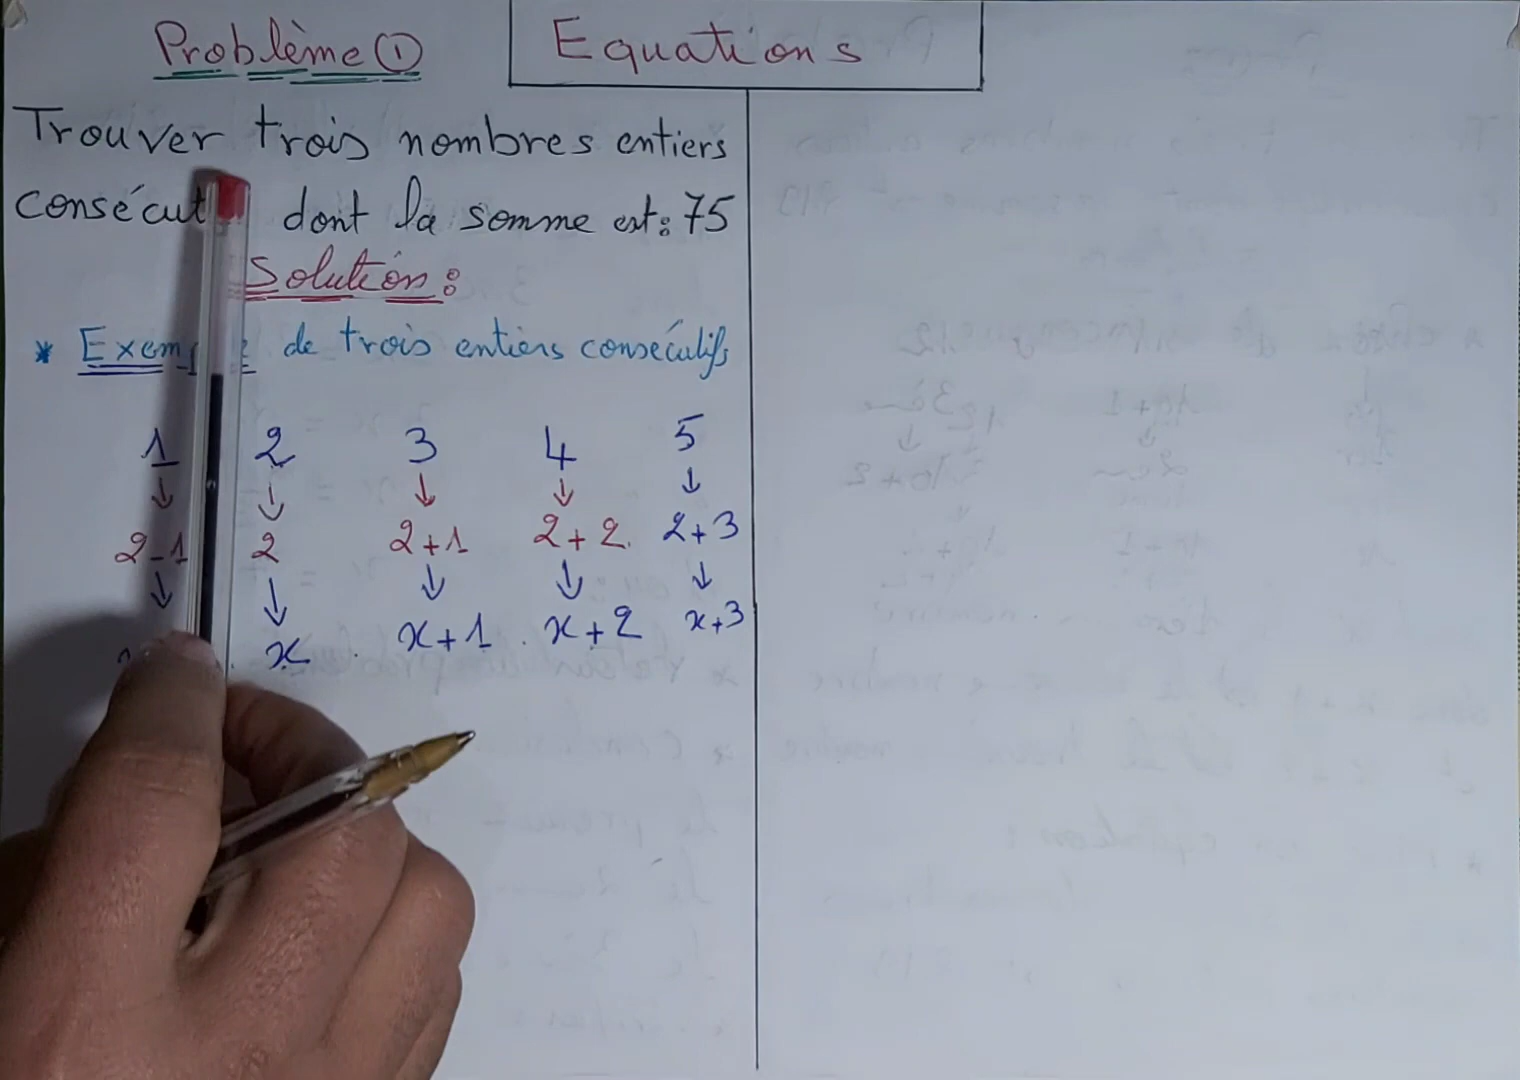 Problème ①
Equations
Trouver trois nombres entiers
consécut dont la somme est: 75
Solution:
* Exemp de trois entiers consécutifs
1 2 3 4 5
↓ ↓ ↓ ↓ ↓
2-1 2 2+1 2+2. 2+3
↓ ↓ ↓ ↓ ↓
x . x+1 . x+2 x+3